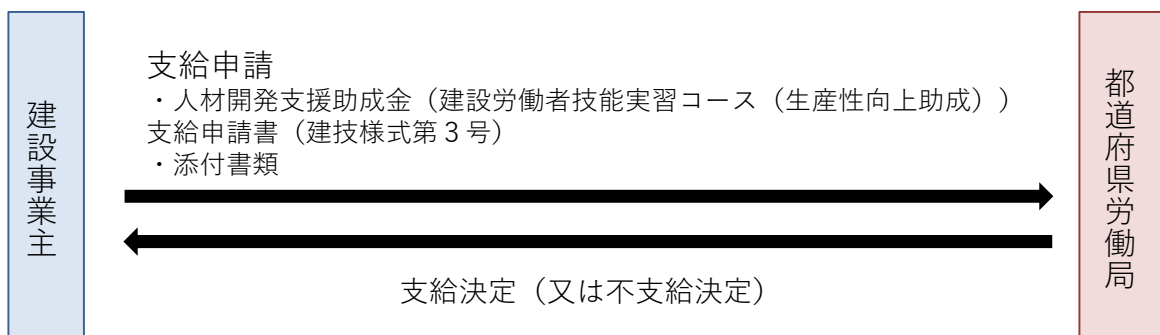 建設事業主
支給申請
・人材開発支援助成金（建設労働者技能実習コース（生産性向上助成））
支給申請書（建技様式第３号）
・添付書類
支給決定（又は不支給決定）
都道府県労働局